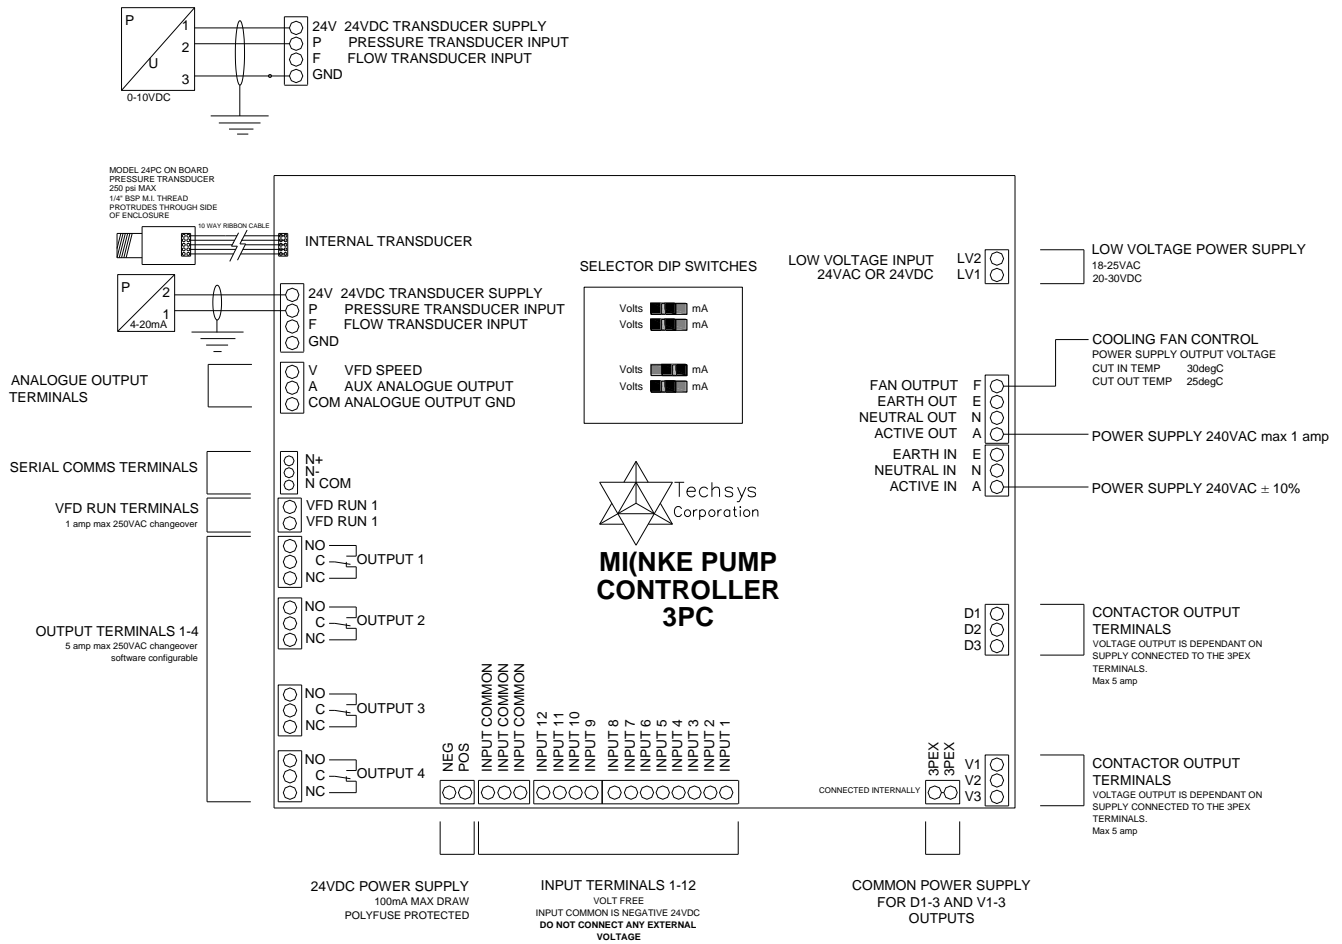 P
1
2
U
3
0-10VDC
24V 24VDC TRANSDUCER SUPPLY
P PRESSURE TRANSDUCER INPUT
F FLOW TRANSDUCER INPUT
GND
MODEL 24PC ON BOARD
PRESSURE TRANSDUCER
250 psi MAX
1/4" BSP M.I. THREAD
PROTRUDES THROUGH SIDE
OF ENCLOSURE
10 WAY RIBBON CABLE
INTERNAL TRANSDUCER
P
2
1
4-20mA
24V 24VDC TRANSDUCER SUPPLY
P PRESSURE TRANSDUCER INPUT
F FLOW TRANSDUCER INPUT
GND
ANALOGUE OUTPUT
TERMINALS
V VFD SPEED
A AUX ANALOGUE OUTPUT
COM ANALOGUE OUTPUT GND
SERIAL COMMS TERMINALS
N+
N-
N COM
VFD RUN TERMINALS
1 amp max 250VAC changeover
VFD RUN 1
VFD RUN 1
OUTPUT TERMINALS 1-4
5 amp max 250VAC changeover
software configurable
NO
C OUTPUT 1
NC
NO
C OUTPUT 2
NC
NO
C OUTPUT 3
NC
NO
C OUTPUT 4
NC
SELECTOR DIP SWITCHES
Volts mA
Volts mA
Volts mA
Volts mA
Techsys
Corporation
MI(NKE PUMP
CONTROLLER
3PC
LOW VOLTAGE INPUT LV2
24VAC OR 24VDC LV1
LOW VOLTAGE POWER SUPPLY
18-25VAC
20-30VDC
COOLING FAN CONTROL
POWER SUPPLY OUTPUT VOLTAGE
CUT IN TEMP 30degC
CUT OUT TEMP 25degC
FAN OUTPUT F
EARTH OUT E
NEUTRAL OUT N
ACTIVE OUT A
POWER SUPPLY 240VAC max 1 amp
EARTH IN E
NEUTRAL IN N
ACTIVE IN A
POWER SUPPLY 240VAC ± 10%
D1
D2
D3
CONTACTOR OUTPUT
TERMINALS
VOLTAGE OUTPUT IS DEPENDANT ON
SUPPLY CONNECTED TO THE 3PEX
TERMINALS.
Max 5 amp
V1
V2
V3
CONTACTOR OUTPUT
TERMINALS
VOLTAGE OUTPUT IS DEPENDANT ON
SUPPLY CONNECTED TO THE 3PEX
TERMINALS.
Max 5 amp
NEG
POS
INPUT COMMON
INPUT COMMON
INPUT COMMON
INPUT 12
INPUT 11
INPUT 10
INPUT 9
INPUT 8
INPUT 7
INPUT 6
INPUT 5
INPUT 4
INPUT 3
INPUT 2
INPUT 1
CONNECTED INTERNALLY
3PEX
3PEX
24VDC POWER SUPPLY
100mA MAX DRAW
POLYFUSE PROTECTED
INPUT TERMINALS 1-12
VOLT FREE
INPUT COMMON IS NEGATIVE 24VDC
DO NOT CONNECT ANY EXTERNAL
VOLTAGE
COMMON POWER SUPPLY
FOR D1-3 AND V1-3
OUTPUTS